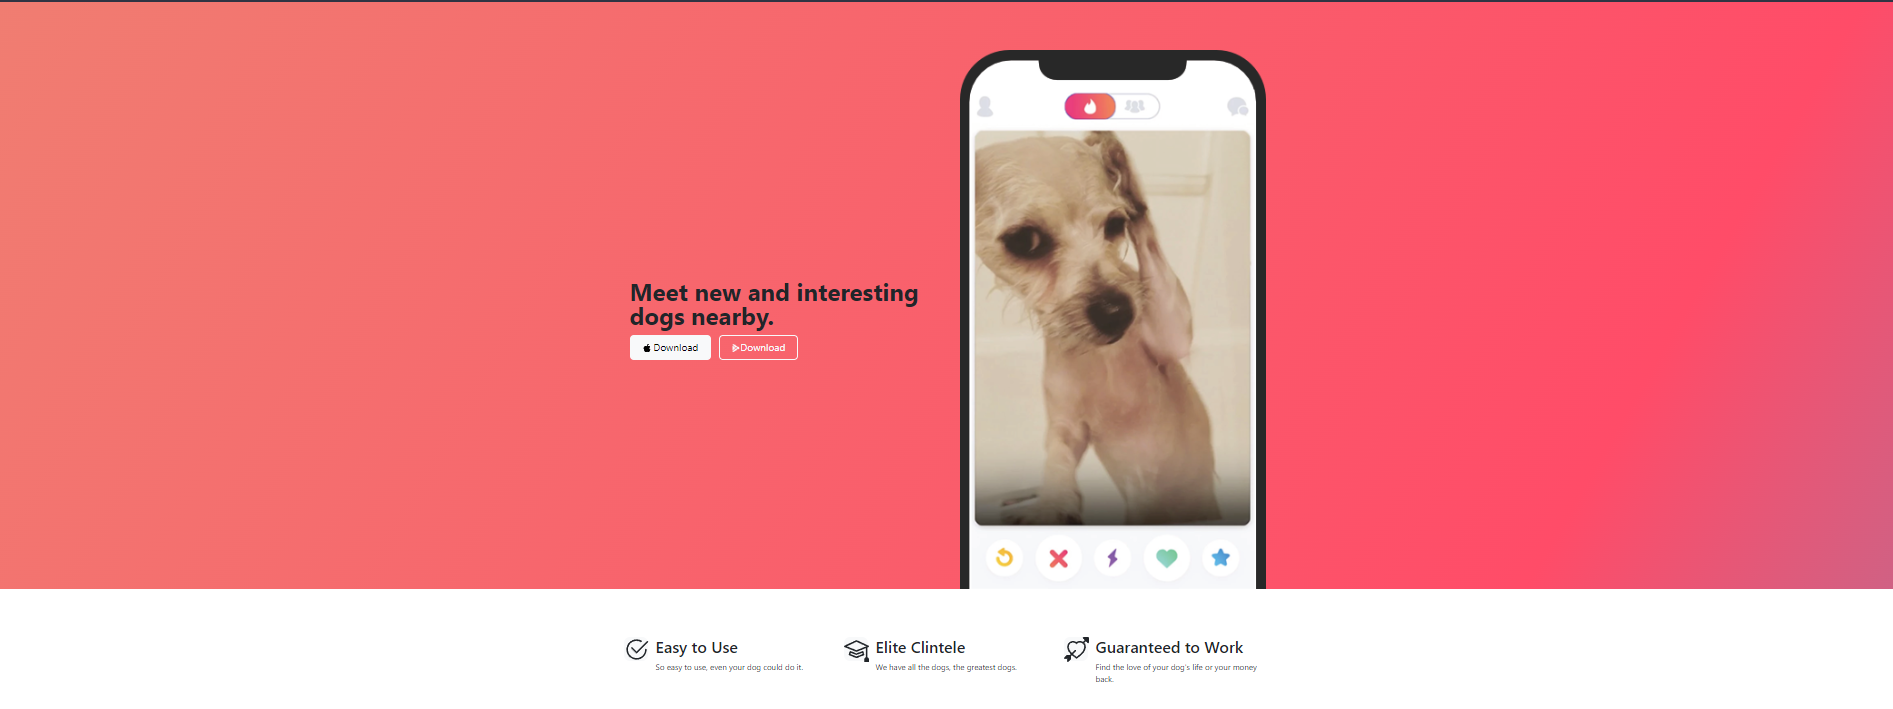 Meet new and interesting
dogs nearby.
Download
Download
Easy to Use
So easy to use, even your dog could do it.
Elite Clintele
We have all the dogs, the greatest dogs.
Guaranteed to Work
Find the love of your dog's life or your money
back.